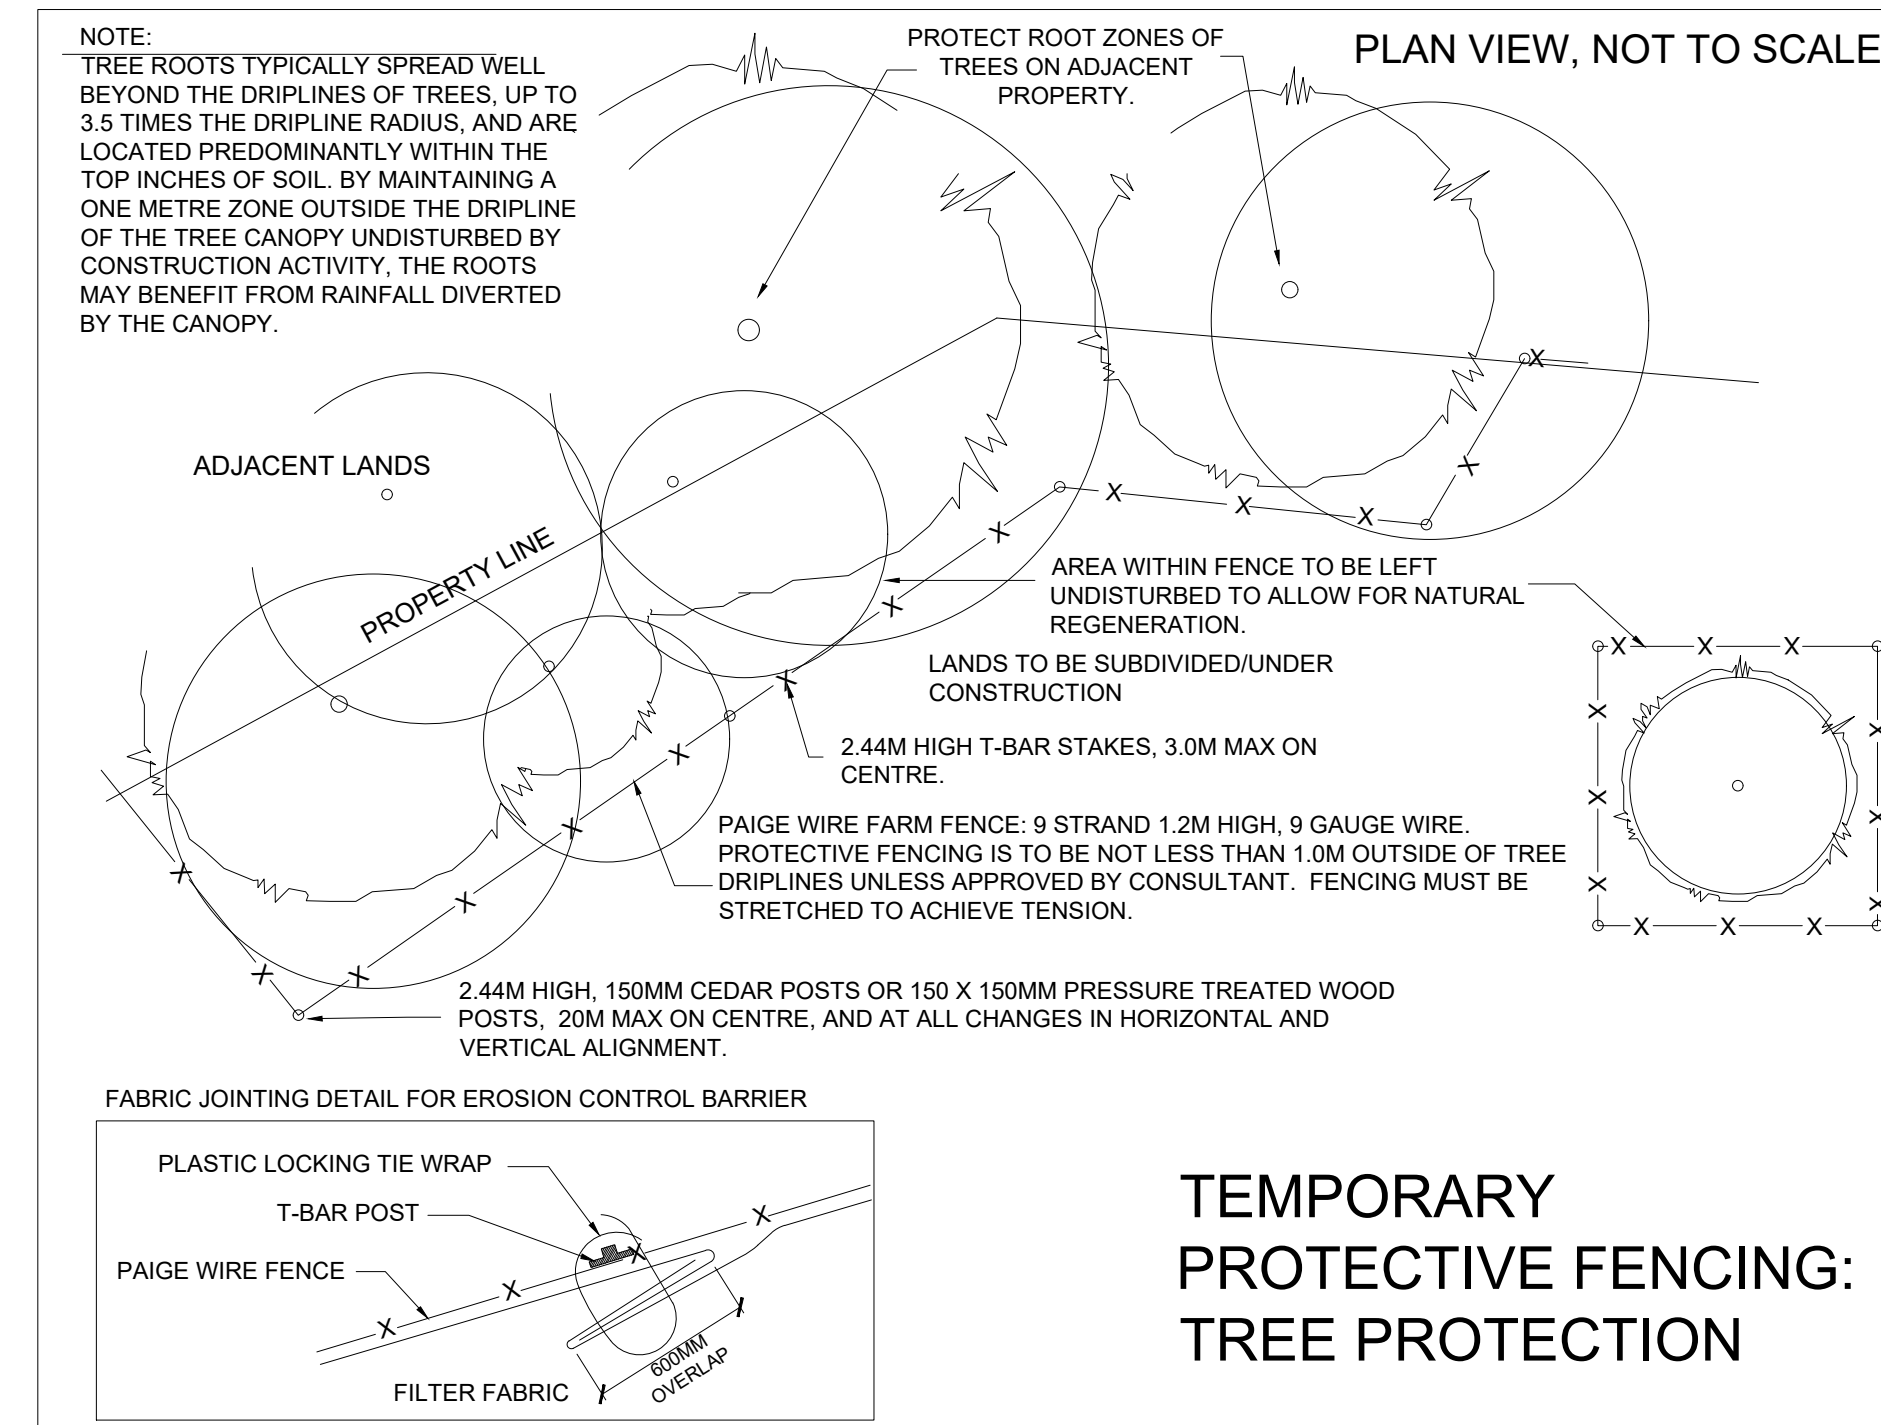 NOTE:
TREE ROOTS TYPICALLY SPREAD WELL
BEYOND THE DRIPLINES OF TREES, UP TO
3.5 TIMES THE DRIPLINE RADIUS, AND ARE
LOCATED PREDOMINANTLY WITHIN THE
TOP INCHES OF SOIL. BY MAINTAINING A
ONE METRE ZONE OUTSIDE THE DRIPLINE
OF THE TREE CANOPY UNDISTURBED BY
CONSTRUCTION ACTIVITY, THE ROOTS
MAY BENEFIT FROM RAINFALL DIVERTED
BY THE CANOPY.
PROTECT ROOT ZONES OF
TREES ON ADJACENT
PROPERTY.
PLAN VIEW, NOT TO SCALE
ADJACENT LANDS
PROPERTY LINE
AREA WITHIN FENCE TO BE LEFT
UNDISTURBED TO ALLOW FOR NATURAL
REGENERATION.
LANDS TO BE SUBDIVIDED/UNDER
CONSTRUCTION
2.44M HIGH T-BAR STAKES, 3.0M MAX ON
CENTRE.
PAIGE WIRE FARM FENCE: 9 STRAND 1.2M HIGH, 9 GAUGE WIRE.
PROTECTIVE FENCING IS TO BE NOT LESS THAN 1.0M OUTSIDE OF TREE
DRIPLINES UNLESS APPROVED BY CONSULTANT. FENCING MUST BE
STRETCHED TO ACHIEVE TENSION.
2.44M HIGH, 150MM CEDAR POSTS OR 150 X 150MM PRESSURE TREATED WOOD
POSTS, 20M MAX ON CENTRE, AND AT ALL CHANGES IN HORIZONTAL AND
VERTICAL ALIGNMENT.
FABRIC JOINTING DETAIL FOR EROSION CONTROL BARRIER
PLASTIC LOCKING TIE WRAP
T-BAR POST
PAIGE WIRE FENCE
FILTER FABRIC
600MM
OVERLAP
TEMPORARY
PROTECTIVE FENCING:
TREE PROTECTION